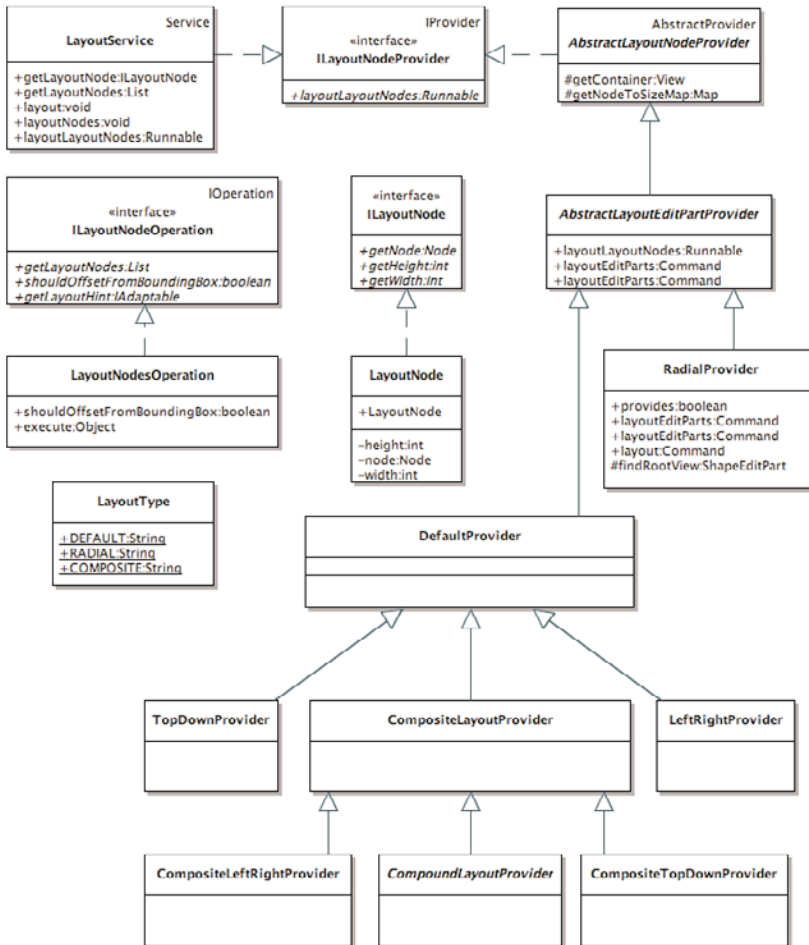 Service
LayoutService
+getLayoutNode:ILayoutNode
+getLayoutNodes:List
+layout:void
+layoutNodes:void
+layoutLayoutNodes:Runnable
IProvider
«interface»
ILayoutNodeProvider
+layoutLayoutNodes:Runnable
AbstractProvider
AbstractLayoutNodeProvider
#getContainer:View
#getNodeToSizeMap:Map
IOperation
«interface»
ILayoutNodeOperation
+getLayoutNodes:List
+shouldOffsetFromBoundingBox:boolean
+getLayoutHint:IAdaptable
«interface»
ILayoutNode
+getNode:Node
+getHeight:int
+getWidth:int
AbstractLayoutEditPartProvider
+layoutLayoutNodes:Runnable
+layoutEditParts:Command
+layoutEditParts:Command
LayoutNodesOperation
+shouldOffsetFromBoundingBox:boolean
+execute:Object
LayoutNode
+LayoutNode
-height:int
-node:Node
-width:int
RadialProvider
+provides:boolean
+layoutEditParts:Command
+layoutEditParts:Command
+layout:Command
#findRootView:ShapeEditPart
LayoutType
+DEFAULT:String
+RADIAL:String
+COMPOSITE:String
DefaultProvider
TopDownProvider
CompositeLayoutProvider
LeftRightProvider
CompositeLeftRightProvider
CompoundLayoutProvider
CompositeTopDownProvider